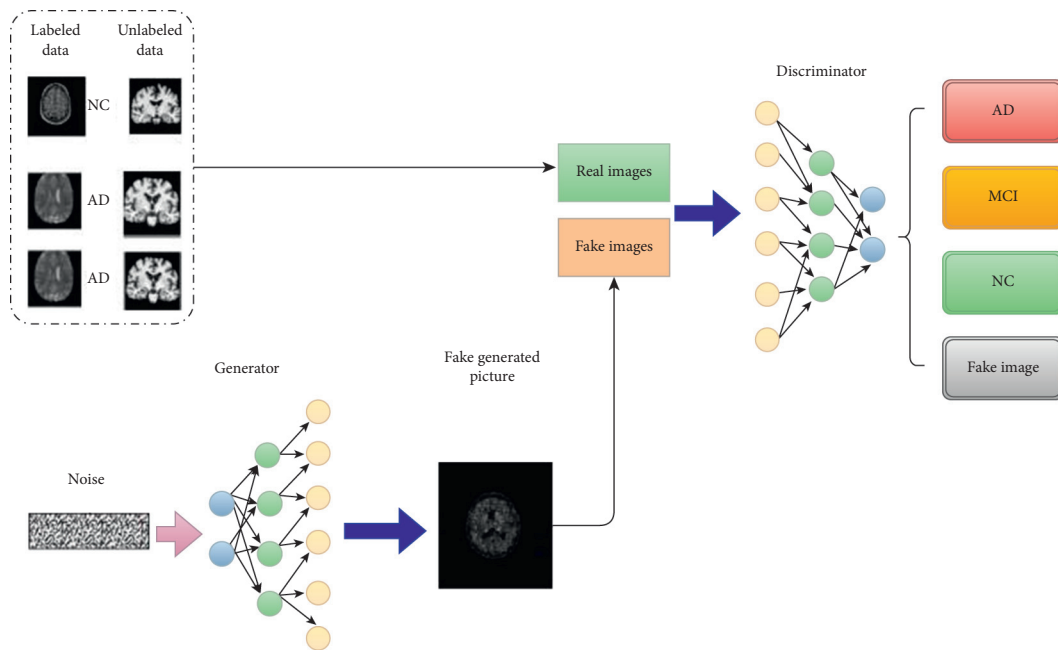 Labeled
data
Unlabeled
data
NC
AD
AD
Real images
Fake images
Discriminator
AD
MCI
NC
Fake image
Generator
Fake generated
picture
Noise